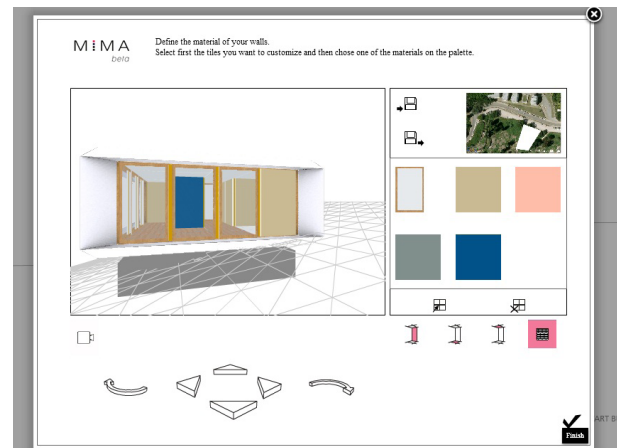 MIMA
beta
Define the material of your walls.
Select first the tiles you want to customize and then chose one of the materials on the palette.
Finish